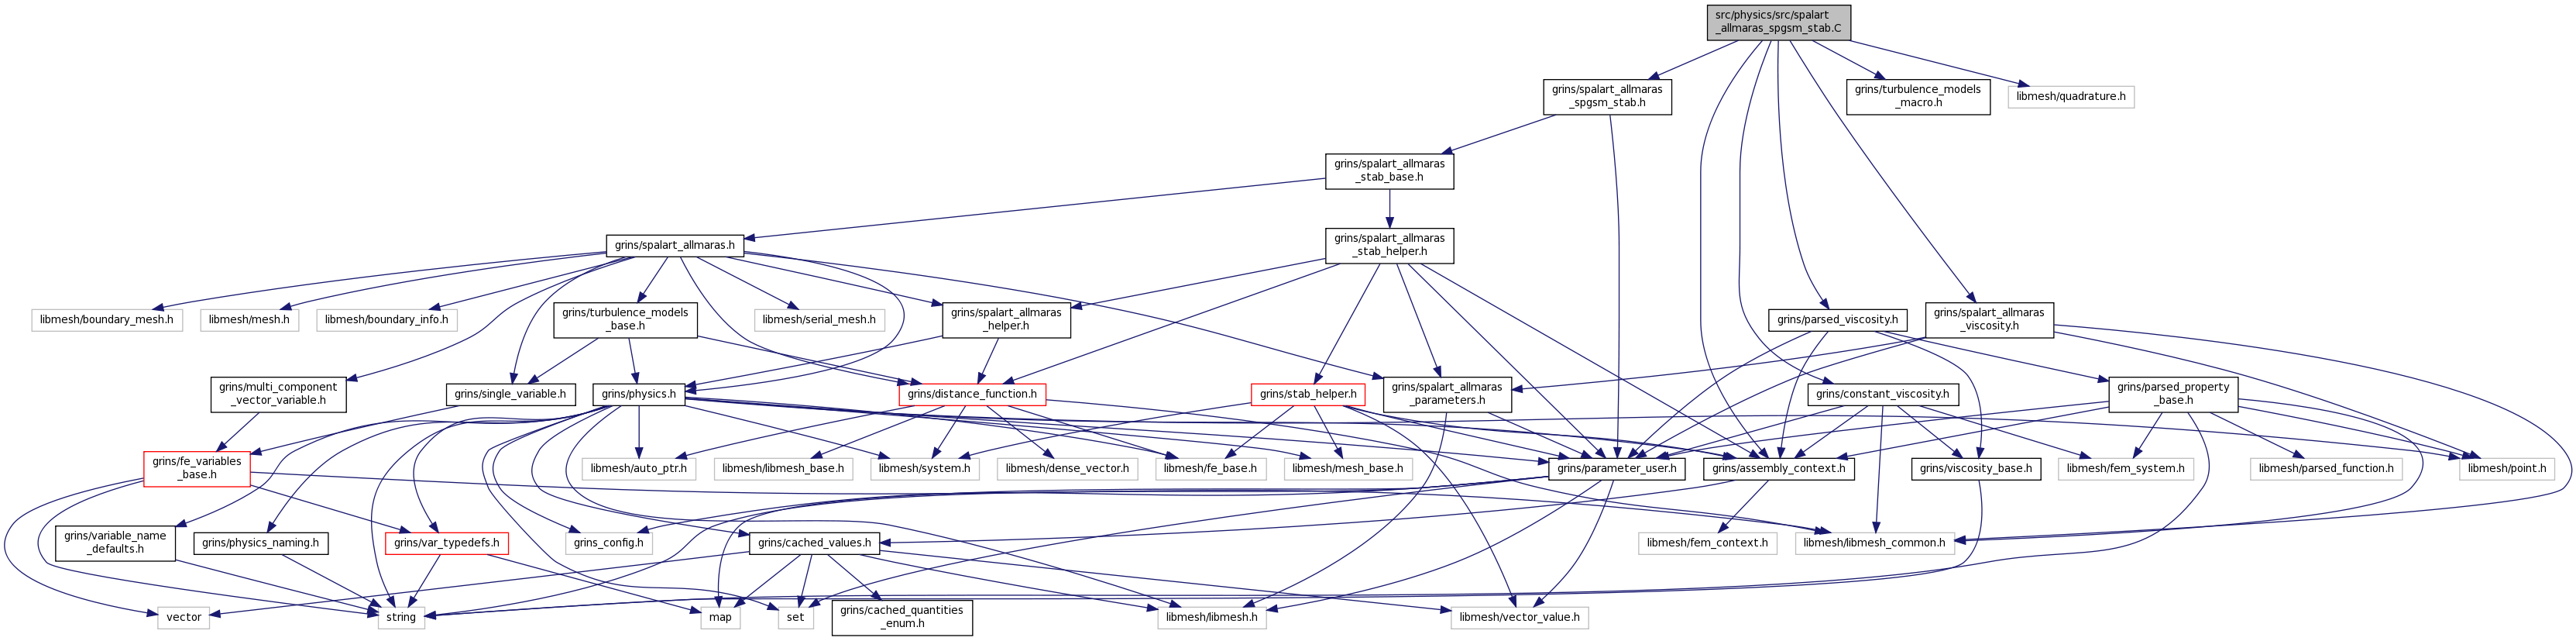 src/physics/src/spalart
_allmaras_spgsm_stab.C
grins/spalart_allmaras
_spgsm_stab.h
grins/turbulence_models
_macro.h
libmesh/quadrature.h
grins/spalart_allmaras
_stab_base.h
grins/spalart_allmaras.h
grins/spalart_allmaras
_stab_helper.h
libmesh/boundary_mesh.h
libmesh/mesh.h
libmesh/boundary_info.h
grins/turbulence_models
_base.h
libmesh/serial_mesh.h
grins/spalart_allmaras
_helper.h
grins/parsed_viscosity.h
grins/spalart_allmaras
_viscosity.h
grins/multi_component
_vector_variable.h
grins/single_variable.h
grins/physics.h
grins/distance_function.h
grins/stab_helper.h
grins/spalart_allmaras
_parameters.h
grins/constant_viscosity.h
grins/parsed_property
_base.h
grins/fe_variables
_base.h
libmesh/auto_ptr.h
libmesh/libmesh_base.h
libmesh/system.h
libmesh/dense_vector.h
libmesh/fe_base.h
libmesh/mesh_base.h
grins/parameter_user.h
grins/assembly_context.h
grins/viscosity_base.h
libmesh/fem_system.h
libmesh/parsed_function.h
libmesh/point.h
grins/variable_name
_defaults.h
grins/physics_naming.h
grins/var_typedefs.h
grins_config.h
grins/cached_values.h
libmesh/fem_context.h
libmesh/libmesh_common.h
vector
string
map
set
grins/cached_quantities
_enum.h
libmesh/libmesh.h
libmesh/vector_value.h